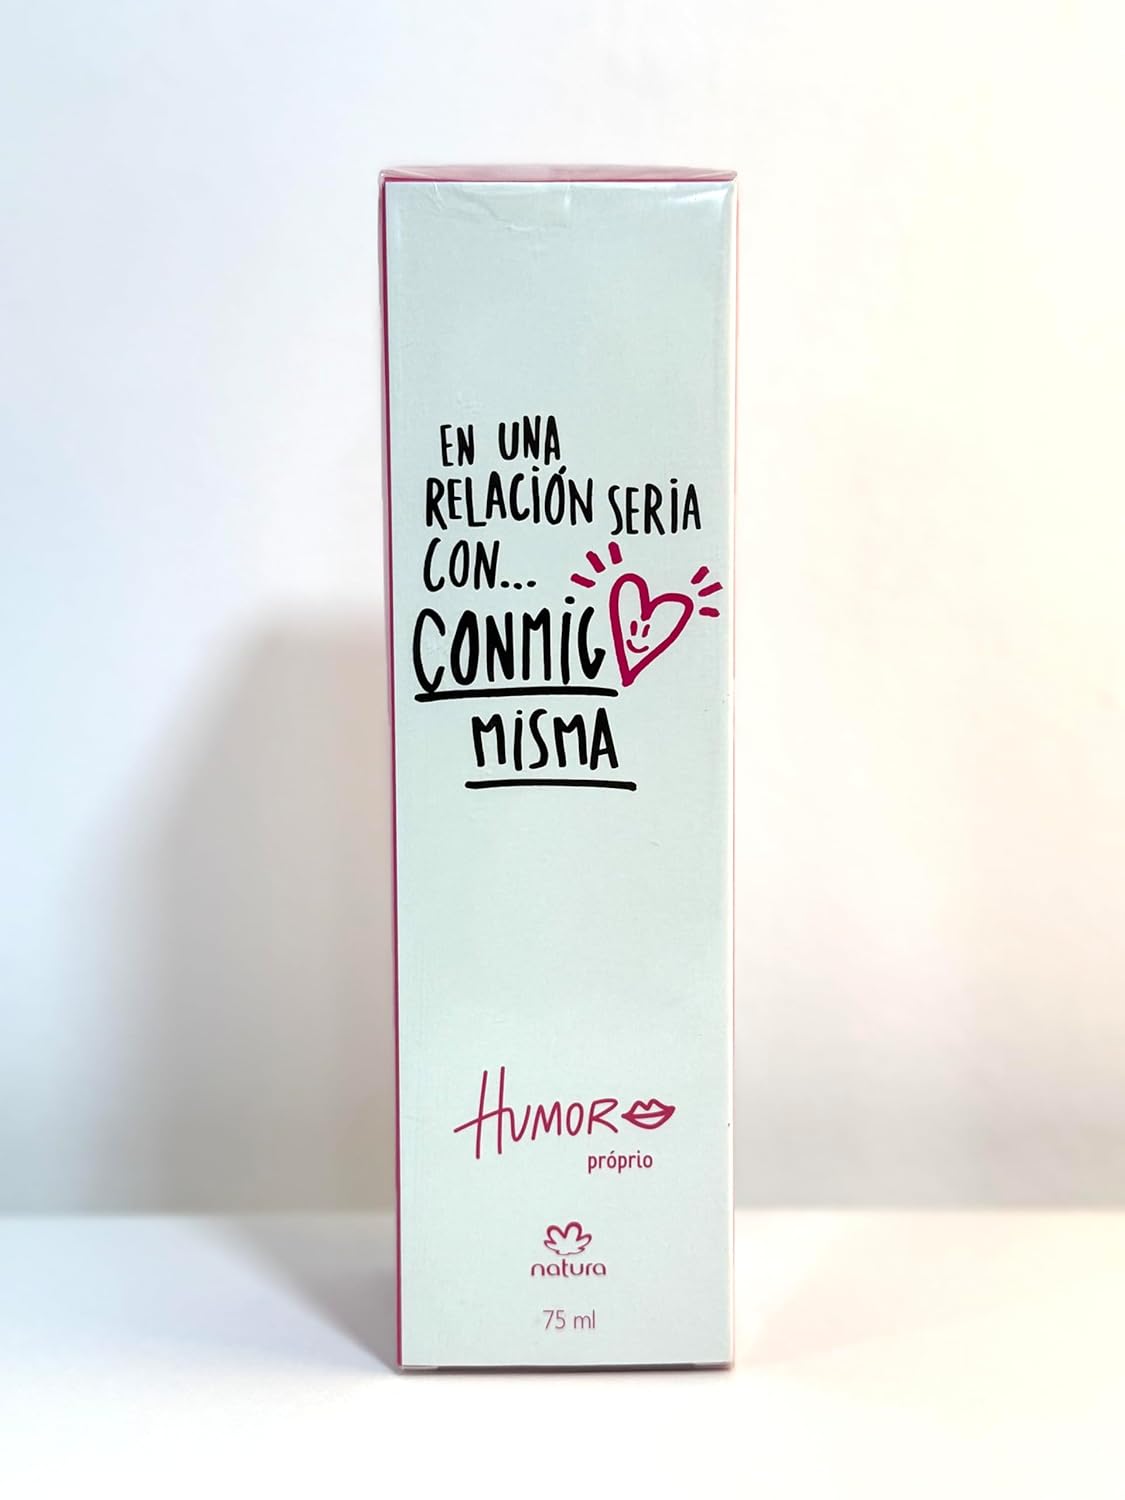 EN UNA
RELACIÓN SERIA
CON...
CONMIGO
MISMA
HUMOR
próprio
natura
75 ml